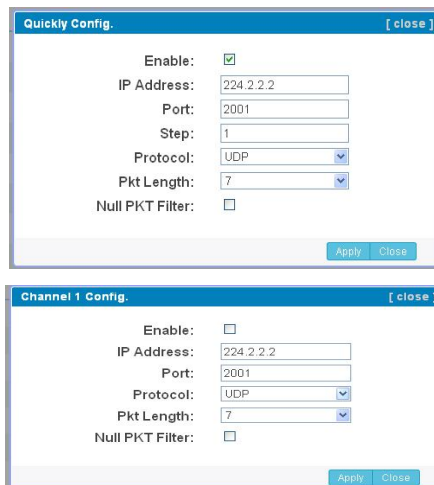 Quickly Config. [ close ]
Enable:
IP Address: 224.2.2.2
Port: 2001
Step: 1
Protocol: UDP
Pkt Length: 7
Null PKT Filter:
Apply Close
Channel 1 Config. [ close ]
Enable:
IP Address: 224.2.2.2
Port: 2001
Protocol: UDP
Pkt Length: 7
Null PKT Filter:
Apply Close